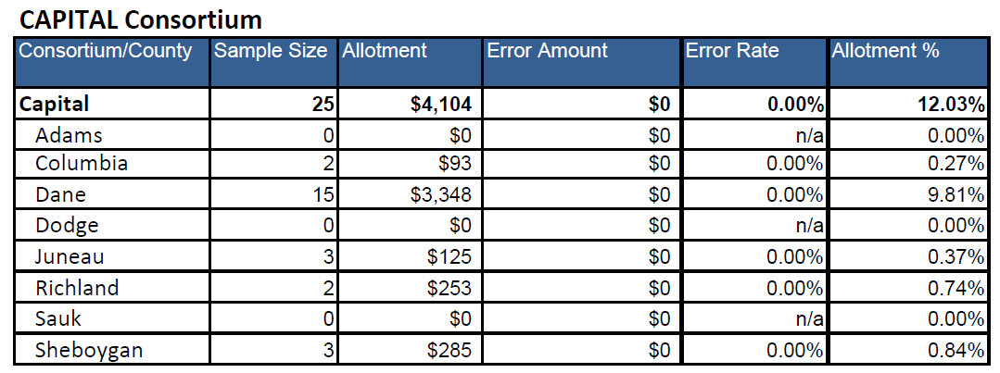 CAPITAL Consortium
Consortium/County Sample Size Allotment Error Amount Error Rate Allotment %
Capital 25 $4,104 $0 0.00% 12.03%
Adams 0 $0 $0 n/a 0.00%
Columbia 2 $93 $0 0.00% 0.27%
Dane 15 $3,348 $0 0.00% 9.81%
Dodge 0 $0 $0 n/a 0.00%
Juneau 3 $125 $0 0.00% 0.37%
Richland 2 $253 $0 0.00% 0.74%
Sauk 0 $0 $0 n/a 0.00%
Sheboygan 3 $285 $0 0.00% 0.84%